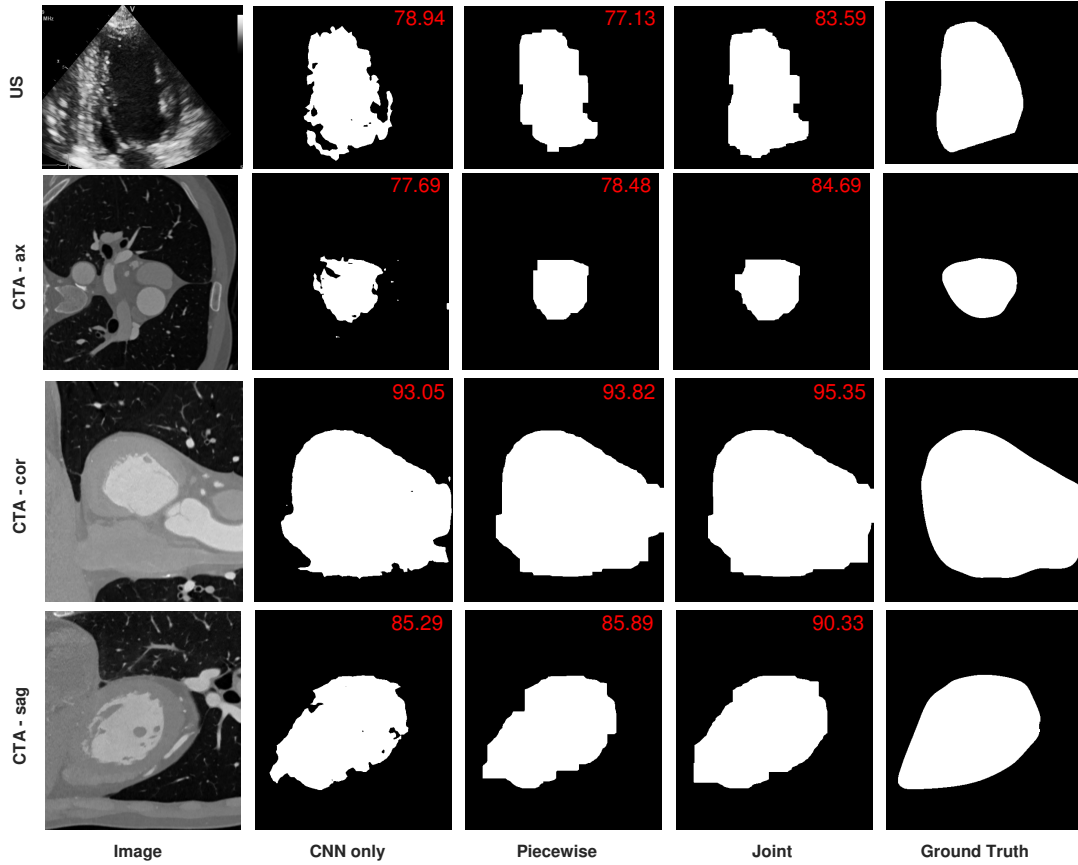 US
V
MHz
78.94
77.13
83.59
CTA - ax
77.69
78.48
84.69
CTA - cor
93.05
93.82
95.35
CTA - sag
85.29
85.89
90.33
Image
CNN only
Piecewise
Joint
Ground Truth